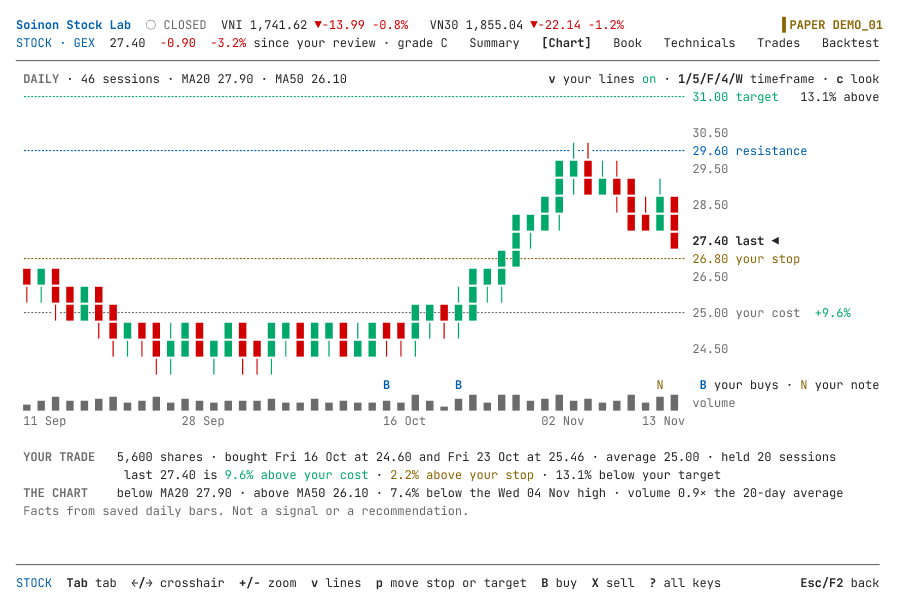 Soinon Stock Lab  ○ CLOSED  VNI 1,741.62 ▼-13.99 -0.8%  VN30 1,855.04 ▼-22.14 -1.2%  PAPER DEMO_01
STOCK · GEX  27.40  -0.90  -3.2% since your review · grade C  Summary  [Chart]  Book  Technicals  Trades  Backtest
DAILY · 46 sessions · MA20 27.90 · MA50 26.10  v your lines on · 1/5/F/4/W timeframe · c look
31.00 target  13.1% above
30.50
29.60 resistance
29.50
28.50
27.40 last ◄
26.80 your stop
26.50
25.00 your cost  +9.6%
24.50
B  B  N  B your buys · N your note
volume
11 Sep  28 Sep  16 Oct  02 Nov  13 Nov
YOUR TRADE  5,600 shares · bought Fri 16 Oct at 24.60 and Fri 23 Oct at 25.46 · average 25.00 · held 20 sessions
last 27.40 is 9.6% above your cost · 2.2% above your stop · 13.1% below your target
THE CHART  below MA20 27.90 · above MA50 26.10 · 7.4% below the Wed 04 Nov high · volume 0.9× the 20-day average
Facts from saved daily bars. Not a signal or a recommendation.
STOCK  Tab tab  ←/→ crosshair  +/- zoom  v lines  p move stop or target  B buy  X sell  ? all keys  Esc/F2 back